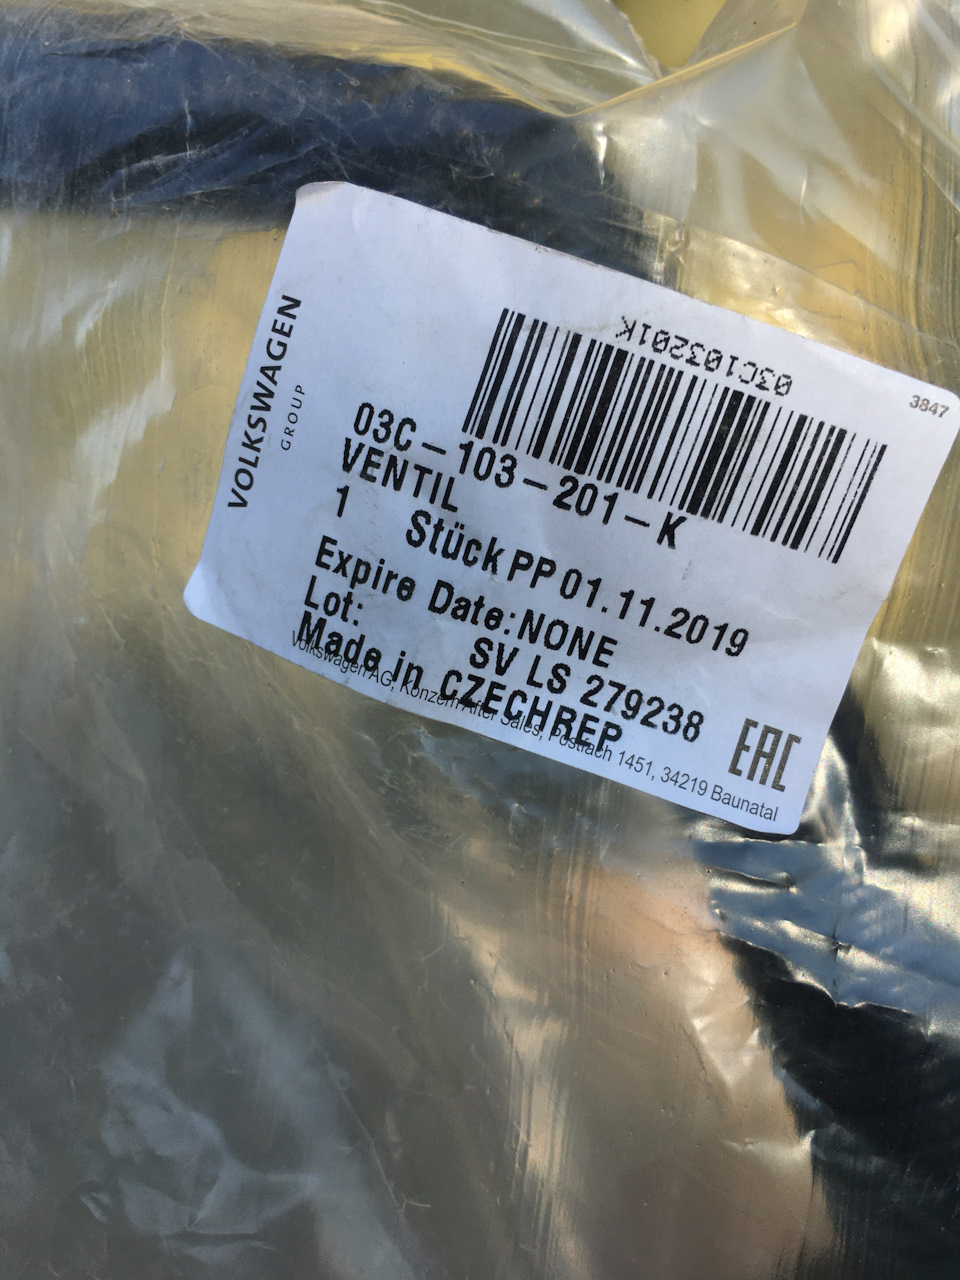 VOLKSWAGEN
GROUP
03C103201K
3847
03C-103-201-K
VENTIL
1 Stück PP 01.11.2019
Expire Date: NONE
Lot: SV LS 279238
Made in CZECHREP
Volkswagen AG, Konzern After Sales, Postfach 1451, 34219 Baunatal
EAC